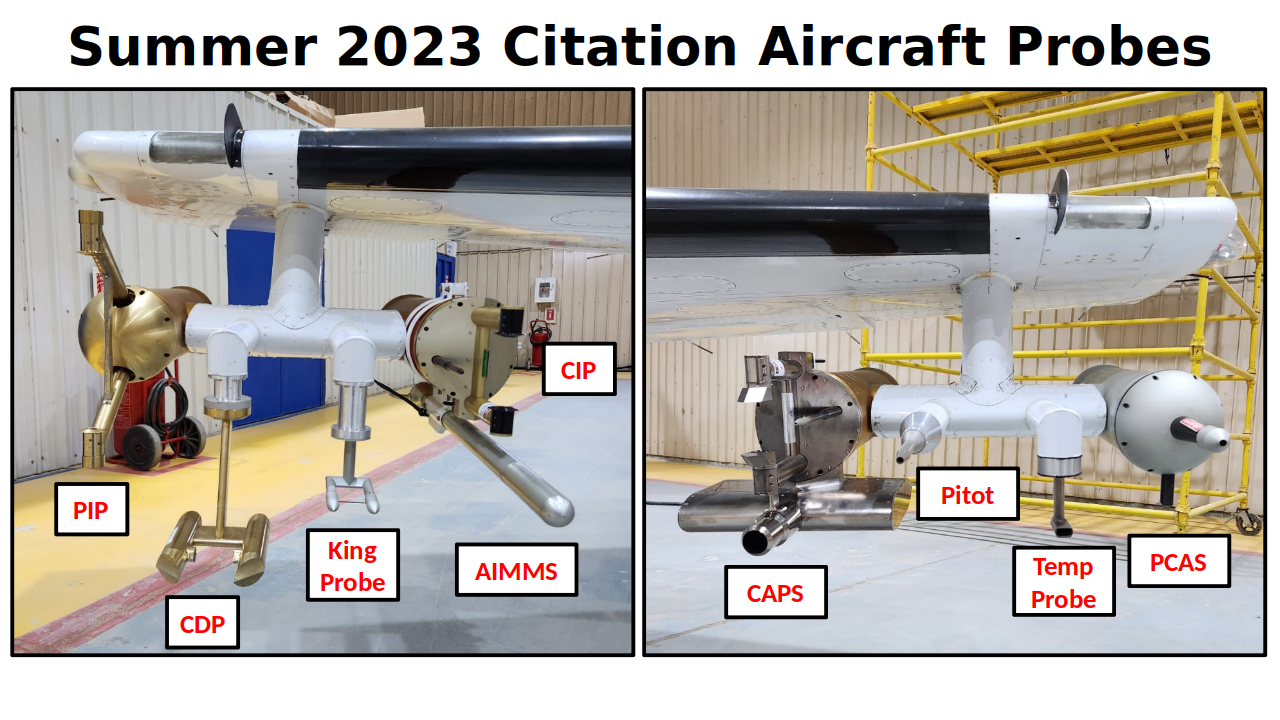 Summer 2023 Citation Aircraft Probes
CIP
PIP
King
Probe
AIMMS
CDP
Pitot
Temp
Probe
PCAS
CAPS